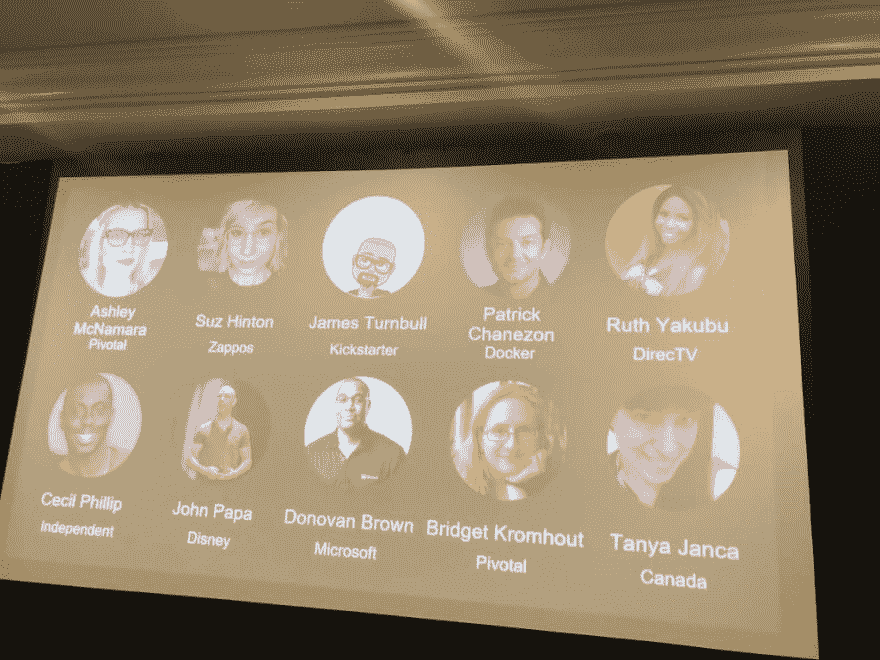 Ashley
McNamara
Pivotal
Suz Hinton
Zappos
James Turnbull
Kickstarter
Patrick
Chanezon
Docker
Ruth Yakubu
DirecTV
Cecil Phillip
Independent
John Papa
Disney
Donovan Brown
Microsoft
Bridget Kromhout
Pivotal
Tanya Janca
Canada